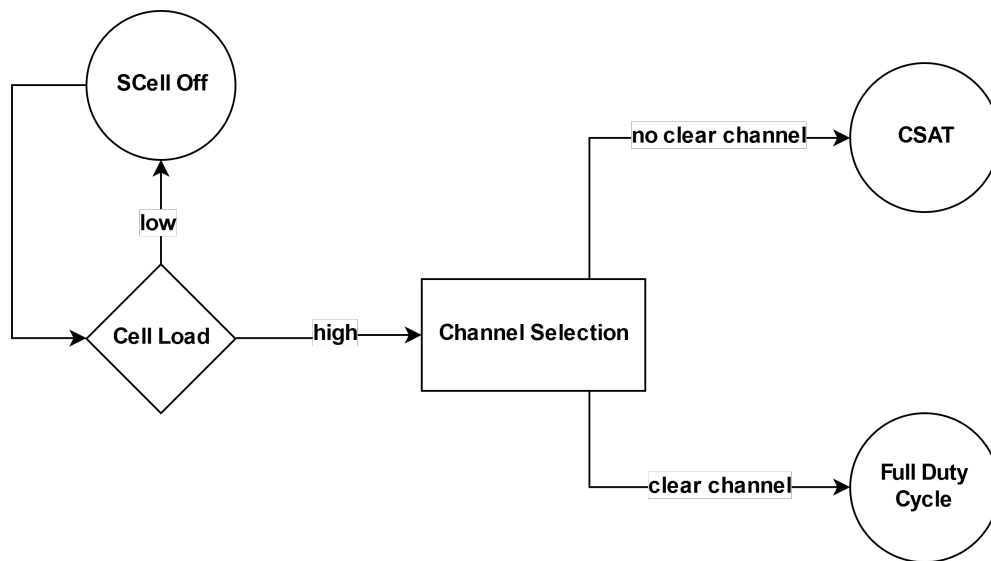 SCell Off
no clear channel
CSAT
low
Cell Load
high
Channel Selection
clear channel
Full Duty
Cycle